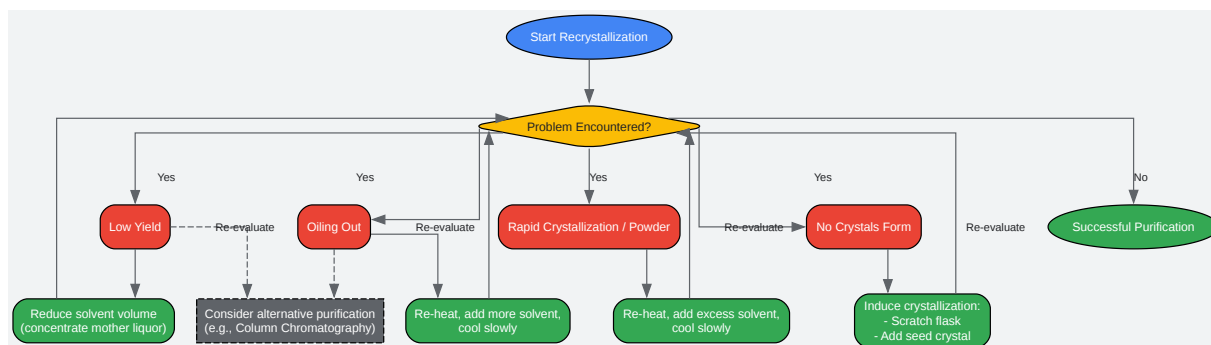 Start Recrystallization
Problem Encountered?
Yes
Yes
Yes
Yes
No
Low Yield
Re-evaluate
Oiling Out
Re-evaluate
Rapid Crystallization / Powder
Re-evaluate
No Crystals Form
Re-evaluate
Successful Purification
Reduce solvent volume
(concentrate mother liquor)
Consider alternative purification
(e.g., Column Chromatography)
Re-heat, add more solvent,
cool slowly
Re-heat, add excess solvent,
cool slowly
Induce crystallization:
- Scratch flask
- Add seed crystal